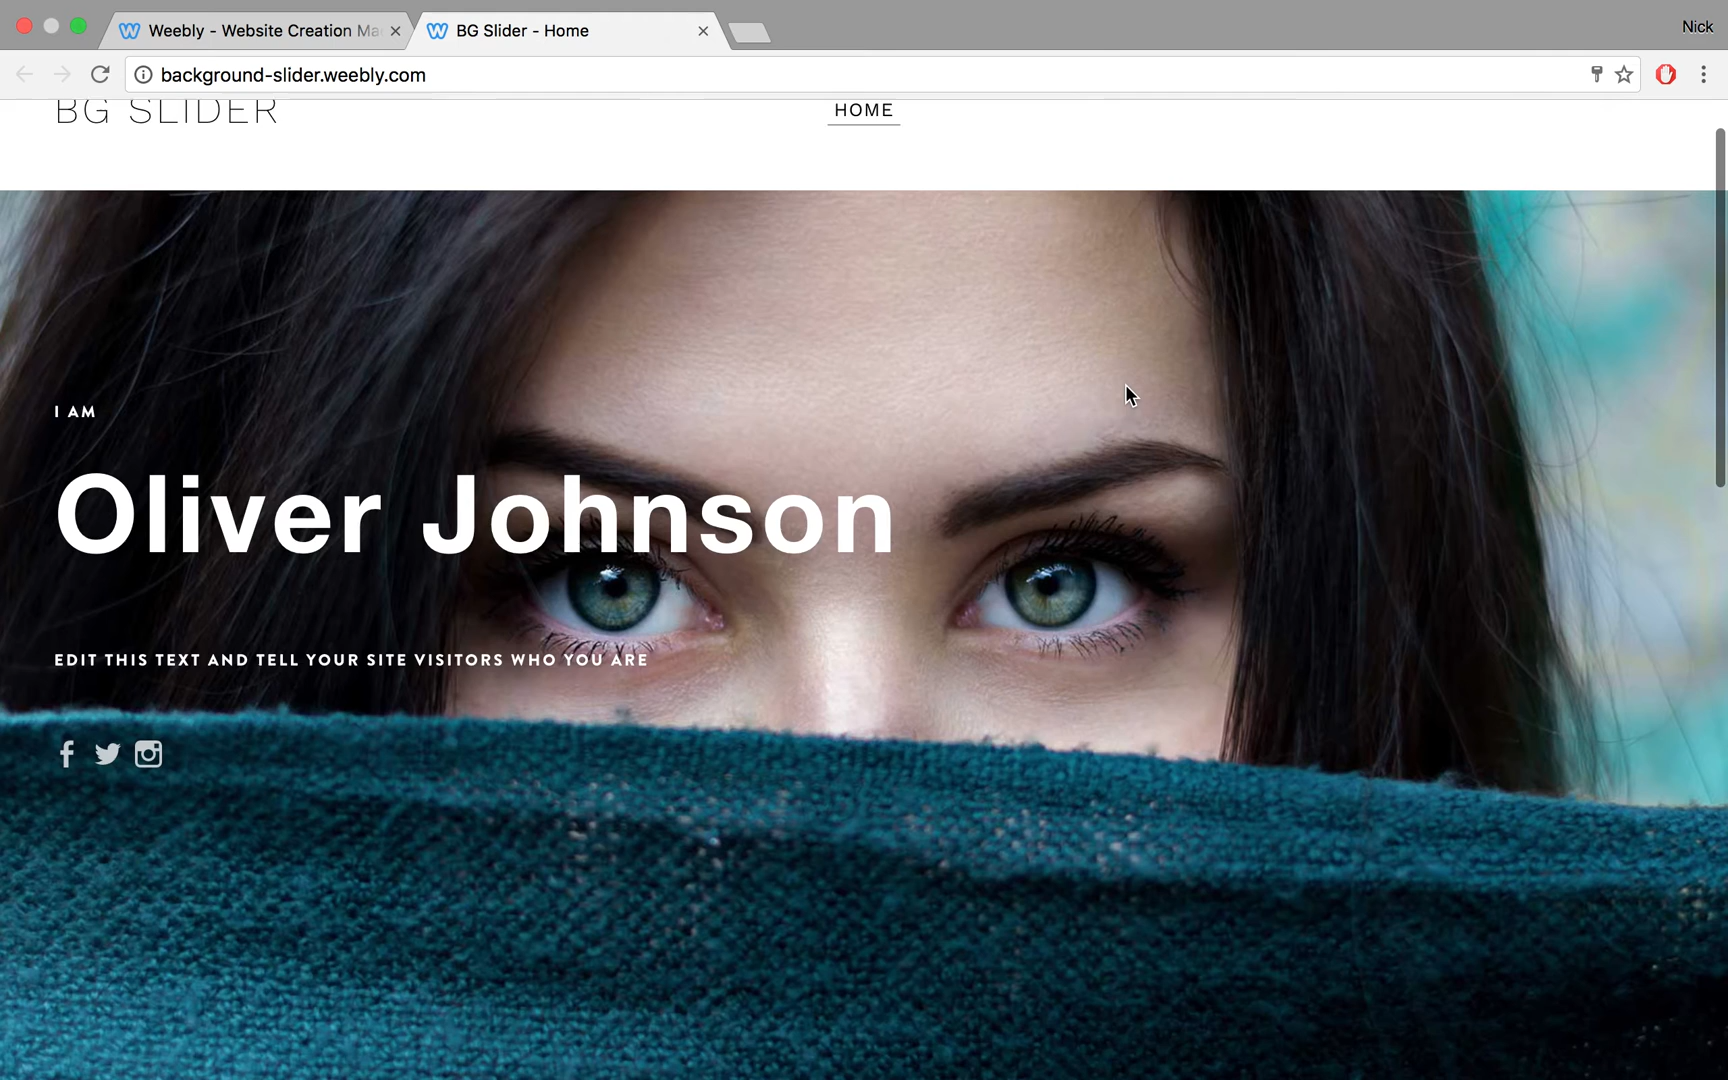 Weebly - Website Creation Ma
BG Slider - Home
Nick
background-slider.weebly.com
BG SLIDER
HOME
I AM
Oliver Johnson
EDIT THIS TEXT AND TELL YOUR SITE VISITORS WHO YOU ARE